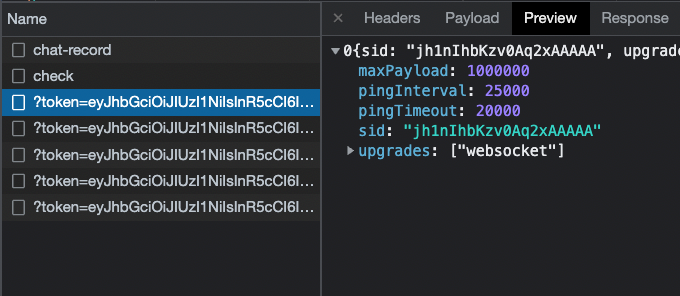 Name
chat-record
check
?token=eyJhbGciOiJIUzI1NiIsInR5cCI6I...
?token=eyJhbGciOiJIUzI1NiIsInR5cCI6I...
?token=eyJhbGciOiJIUzI1NiIsInR5cCI6I...
?token=eyJhbGciOiJIUzI1NiIsInR5cCI6I...
?token=eyJhbGciOiJIUzI1NiIsInR5cCI6I...
× Headers Payload Preview Response
▼0{sid: "jh1nIhbKzv0Aq2xAAAAA", upgrade
maxPayload: 1000000
pingInterval: 25000
pingTimeout: 20000
sid: "jh1nIhbKzv0Aq2xAAAAA"
▶upgrades: ["websocket"]